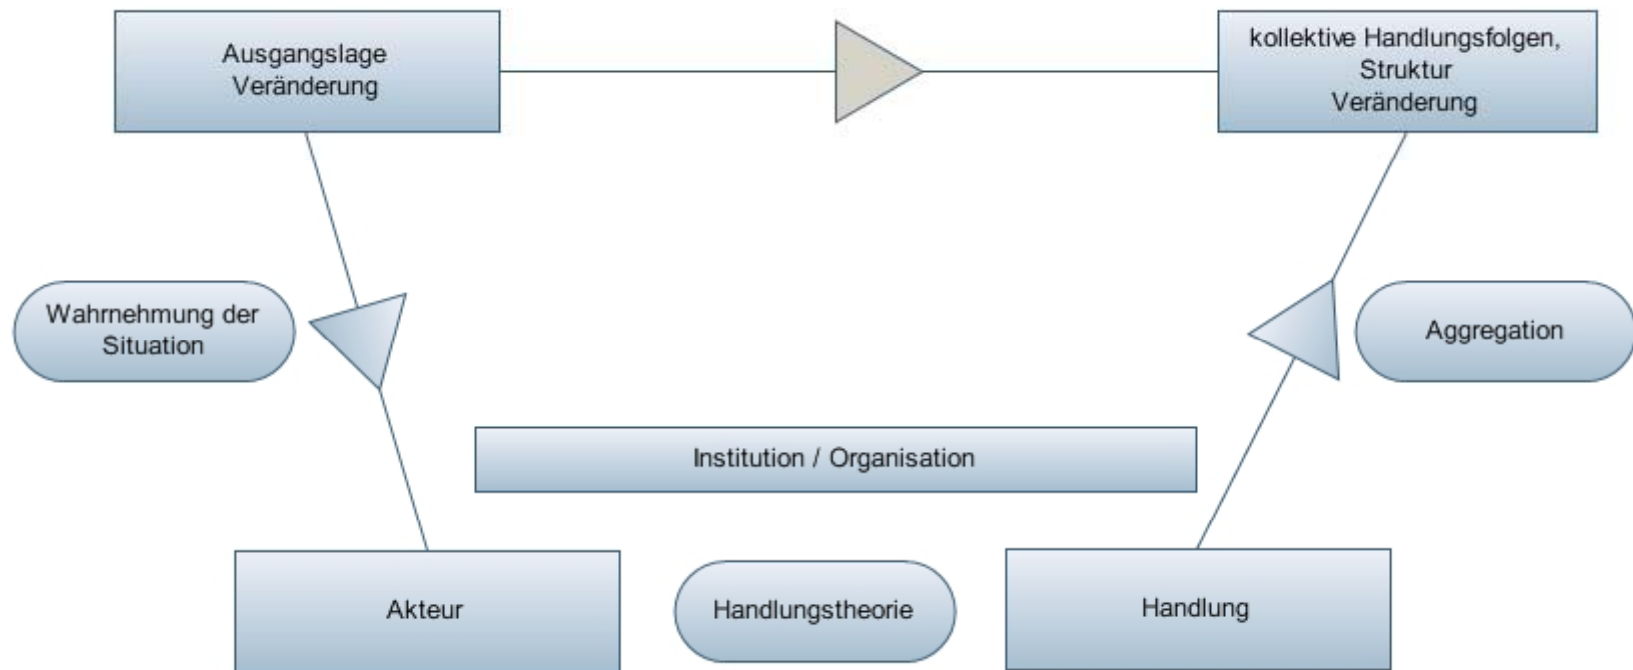 Ausgangslage
Veränderung
kollektive Handlungsfolgen,
Struktur
Veränderung
Wahrnehmung der
Situation
Aggregation
Institution / Organisation
Akteur
Handlungstheorie
Handlung